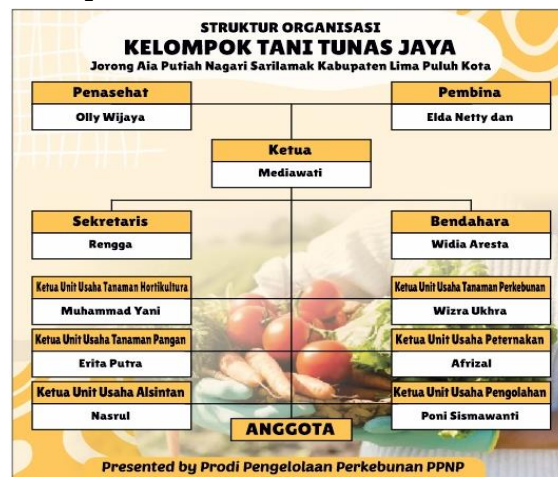 STRUKTUR ORGANISASI
KELOMPOK TANI TUNAS JAYA
Jorong Aia Putiah Nagari Sarilamak Kabupaten Lima Puluh Kota
Penasehat
Olly Wijaya
Pembina
Elda Netty dan
Ketua
Mediawati
Sekretaris
Rengga
Bendahara
Widia Aresta
Ketua Unit Usaha Tanaman Hortikultura
Muhammad Yani
Ketua Unit Usaha Tanaman Perkebunan
Wizra Ukhra
Ketua Unit Usaha Tanaman Pangan
Erita Putra
Ketua Unit Usaha Peternakan
Afrizal
Ketua Unit Usaha Alsintan
Nasrul
Ketua Unit Usaha Pengolahan
Poni Sismawanti
ANGGOTA
Presented by Prodi Pengelolaan Perkebunan PPNP